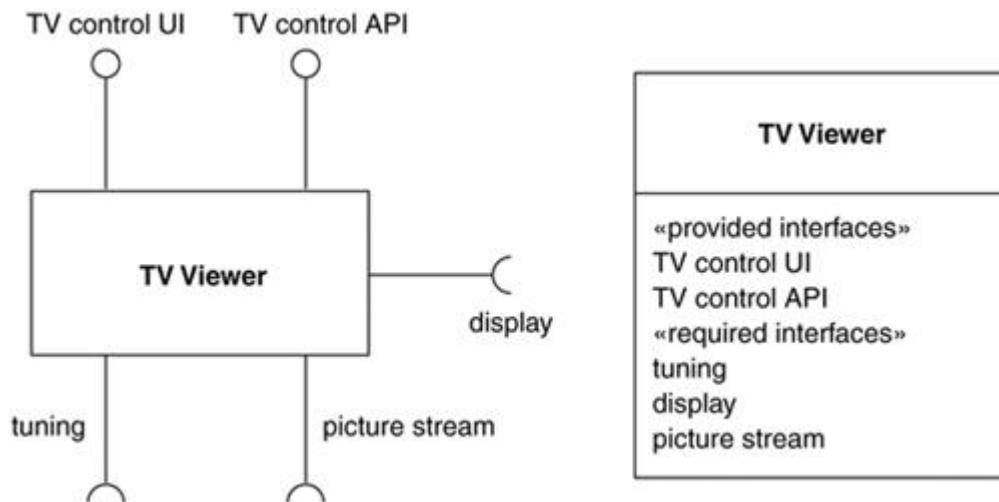 TV control UI
TV control API
TV Viewer
display
tuning
picture stream
TV Viewer
«provided interfaces»
TV control UI
TV control API
«required interfaces»
tuning
display
picture stream